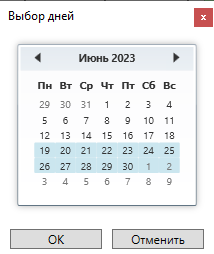 Выбор дней
x
Июнь 2023
Пн Вт Ср Чт Пт Сб Вс
29 30 31 1 2 3 4
5 6 7 8 9 10 11
12 13 14 15 16 17 18
19 20 21 22 23 24 25
26 27 28 29 30 1 2
3 4 5 6 7 8 9
ОК Отменить